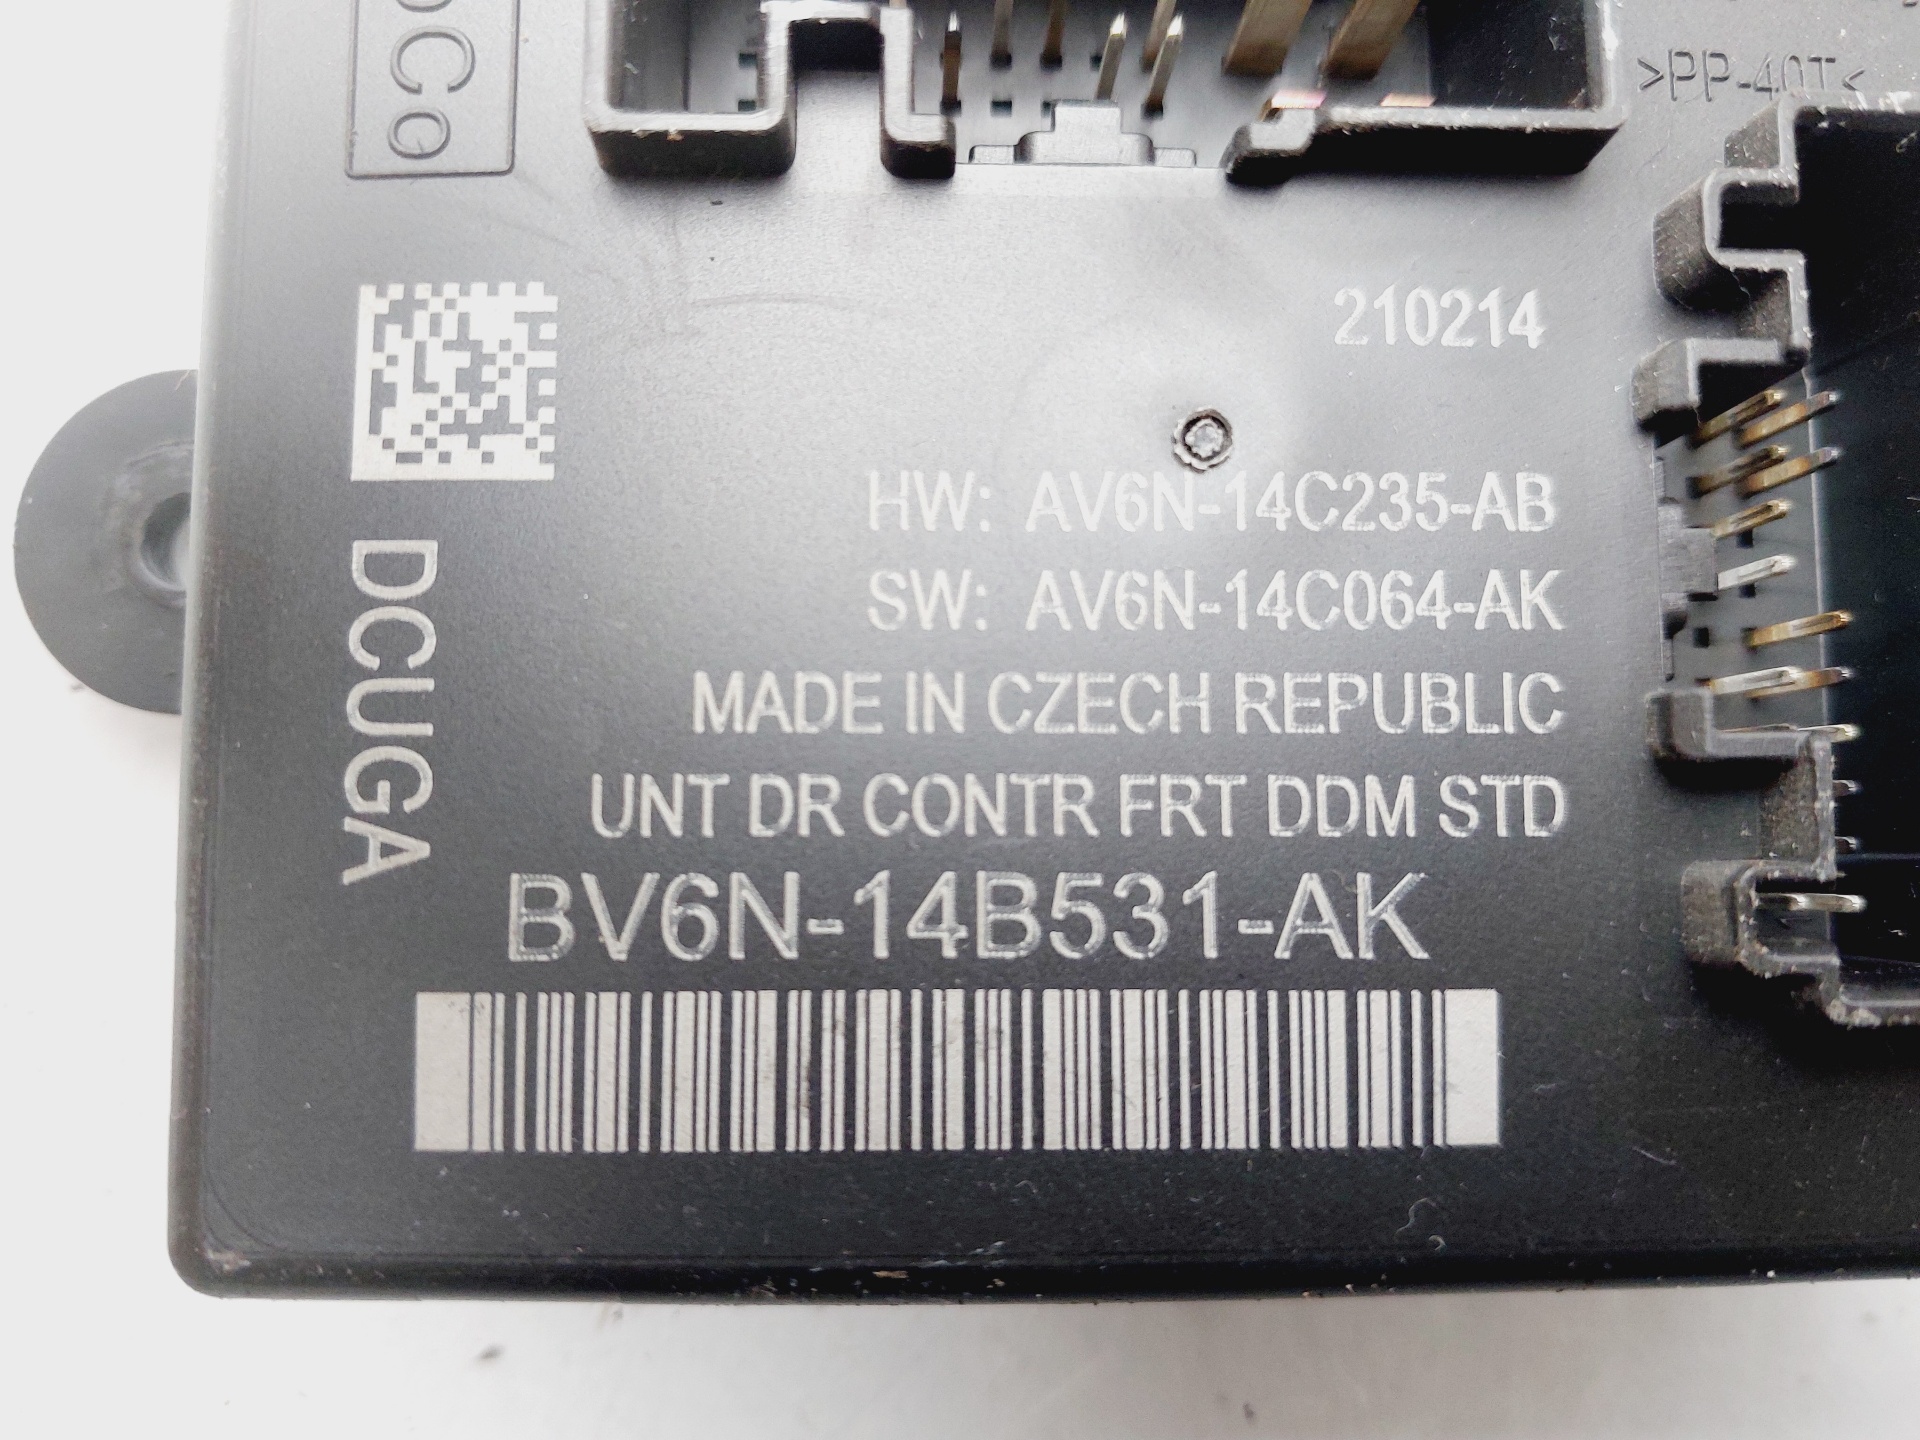 >PP-40T<
210214
HW: AV6N-14C235-AB
SW: AV6N-14C064-AK
MADE IN CZECH REPUBLIC
UNT DR CONTR FRT DDM STD
BV6N-14B531-AK
DCUGA